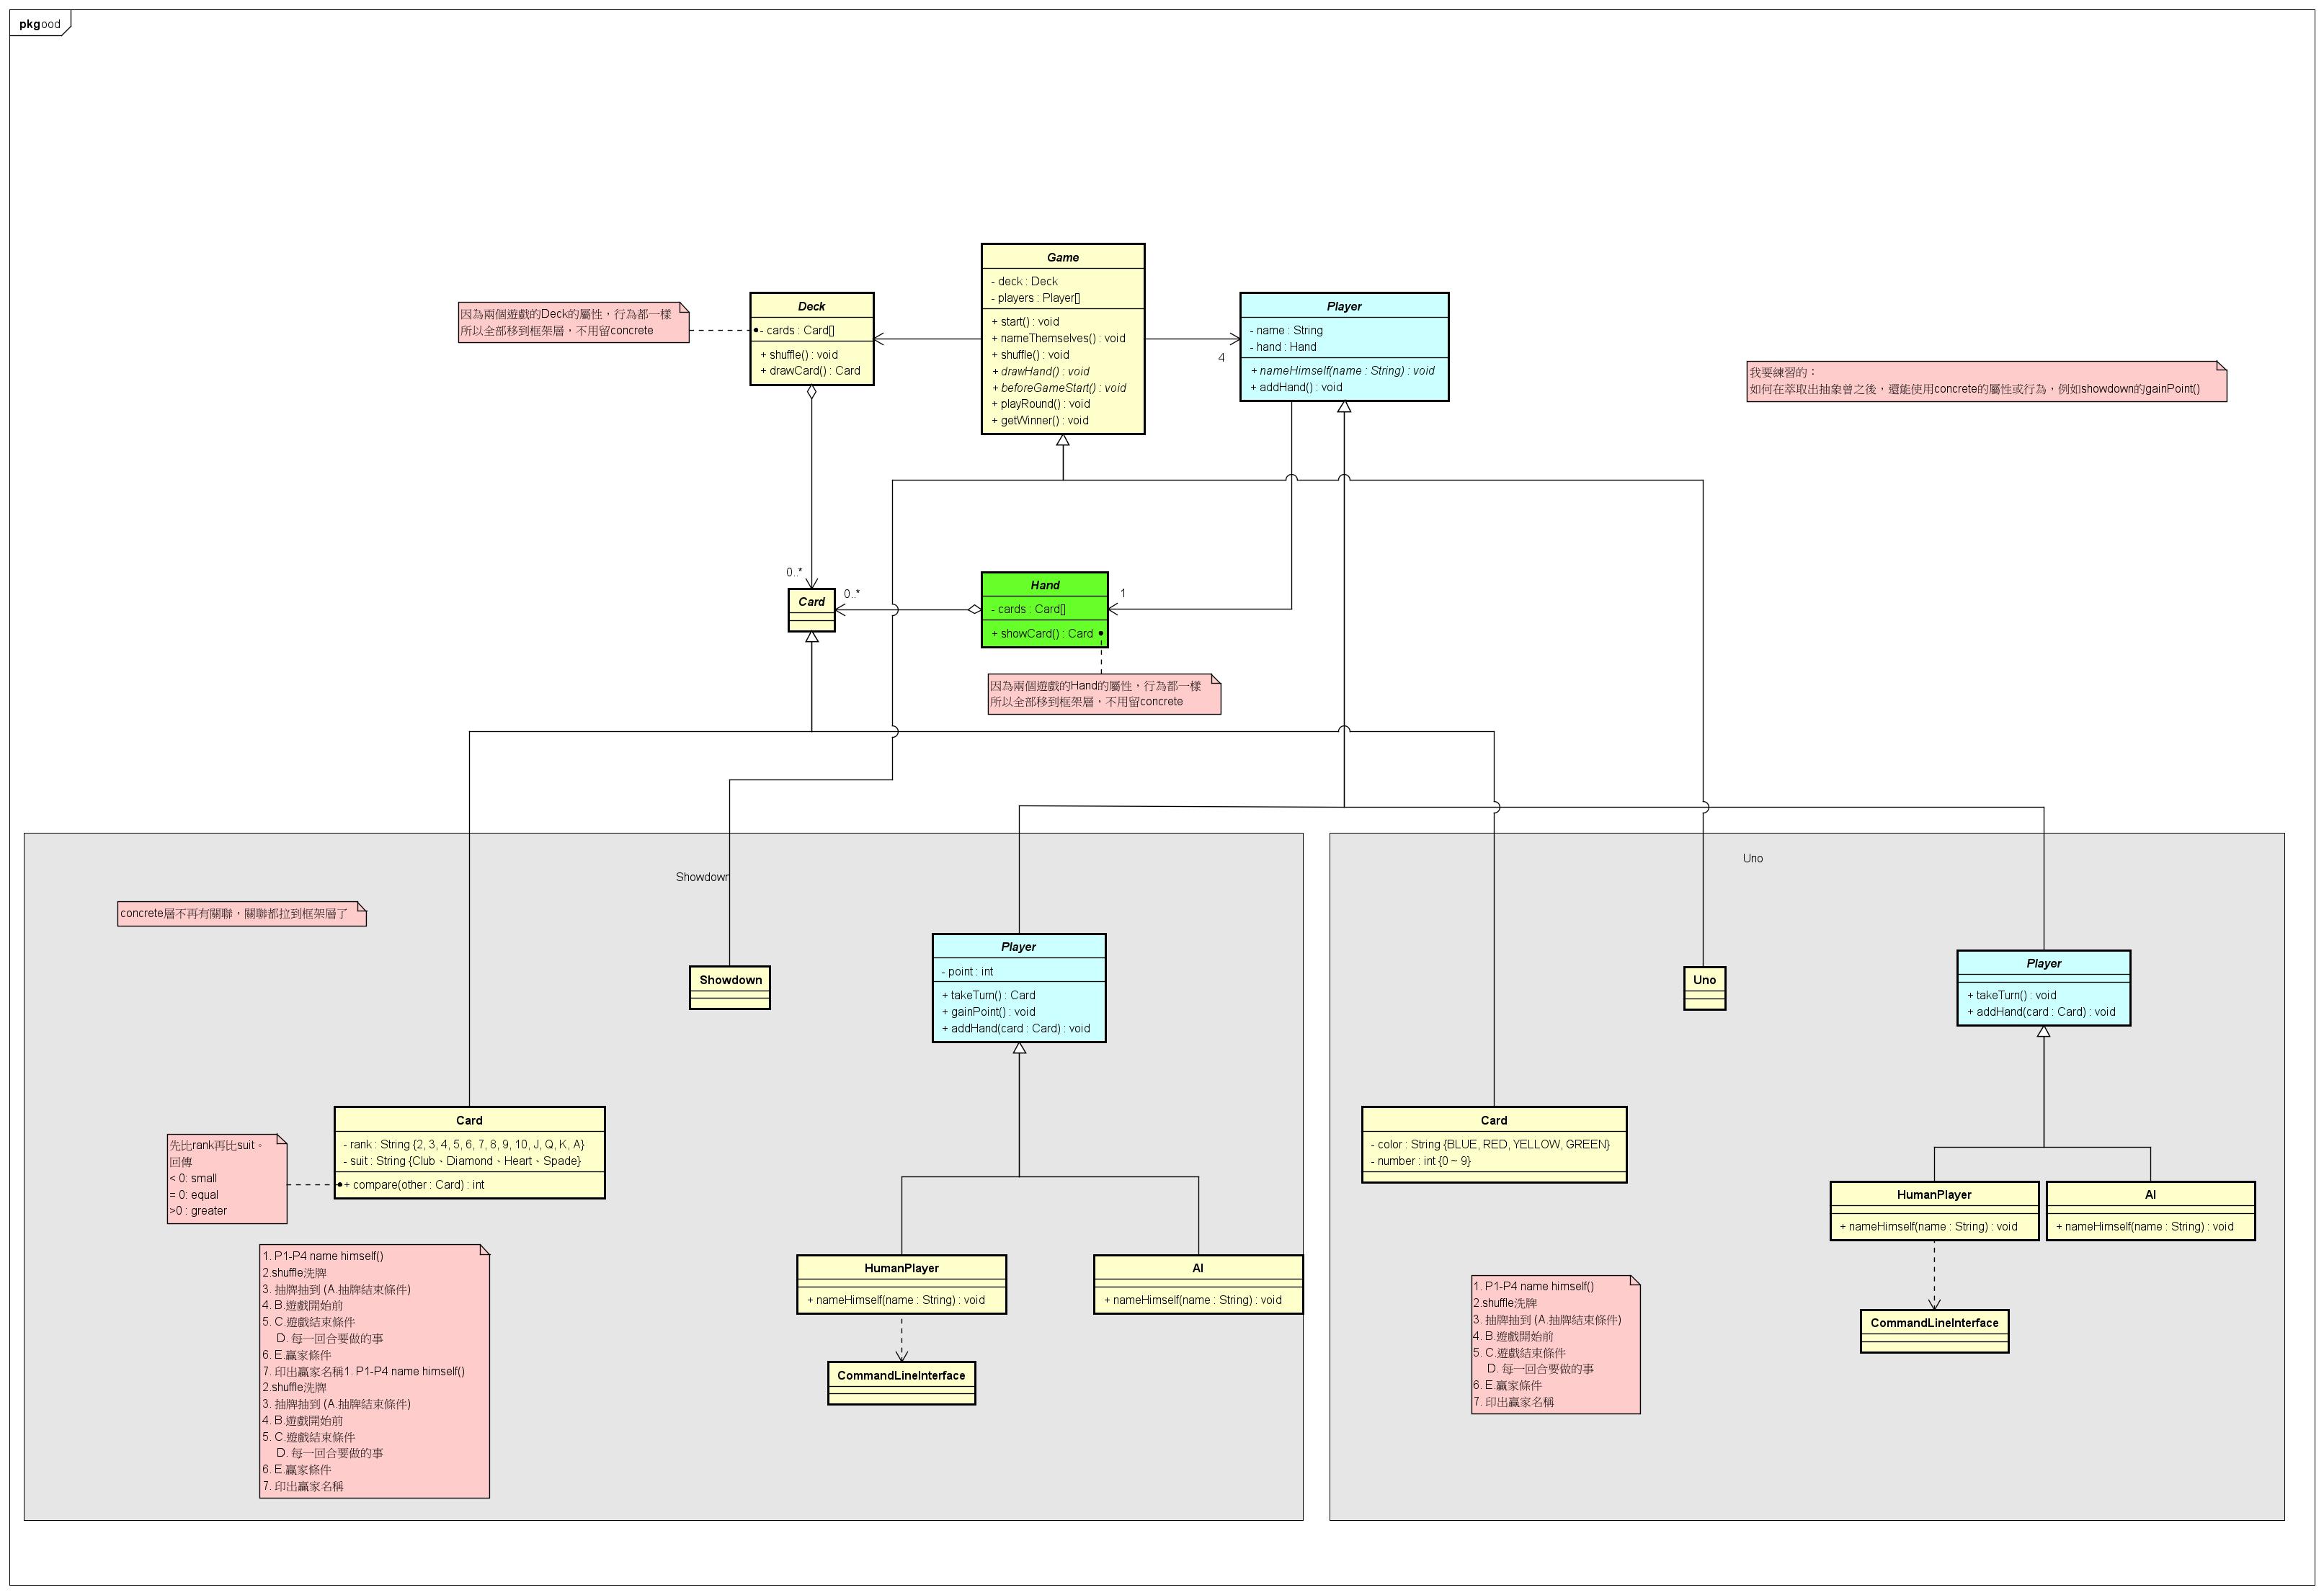 pkgood
Game
- deck : Deck
- players : Player[]
+ start() : void
+ nameThemselves() : void
+ shuffle() : void
+ drawHand() : void
+ beforeGameStart() : void
+ playRound() : void
+ getWinner() : void
因為兩個遊戲的Deck的屬性，行為都一樣
所以全部移到框架層，不用留concrete
Deck
- cards : Card[]
+ shuffle() : void
+ drawCard() : Card
Player
- name : String
- hand : Hand
+ nameHimself(name : String) : void
+ addHand() : void
4
我要練習的：
如何在萃取出抽象曾之後，還能使用concrete的屬性或行為，例如showdown的gainPoint()
0..*
Card
0..*
Hand
- cards : Card[]
+ showCard() : Card
1
因為兩個遊戲的Hand的屬性，行為都一樣
所以全部移到框架層，不用留concrete
Showdown
concrete層不再有關聯，關聯都拉到框架層了
Showdown
Player
- point : int
+ takeTurn() : Card
+ gainPoint() : void
+ addHand(card : Card) : void
Card
- rank : String {2, 3, 4, 5, 6, 7, 8, 9, 10, J, Q, K, A}
- suit : String {Club、Diamond、Heart、Spade}
+ compare(other : Card) : int
先比rank再比suit。
回傳
< 0: small
= 0: equal
>0 : greater
1. P1-P4 name himself()
2.shuffle洗牌
3. 抽牌抽到 (A.抽牌結束條件)
4. B.遊戲開始前
5. C.遊戲結束條件
D. 每一回合要做的事
6. E.贏家條件
7. 印出贏家名稱1. P1-P4 name himself()
2.shuffle洗牌
3. 抽牌抽到 (A.抽牌結束條件)
4. B.遊戲開始前
5. C.遊戲結束條件
D. 每一回合要做的事
6. E.贏家條件
7. 印出贏家名稱
HumanPlayer
+ nameHimself(name : String) : void
AI
+ nameHimself(name : String) : void
CommandLineInterface
Uno
Uno
Player
+ takeTurn() : void
+ addHand(card : Card) : void
Card
- color : String {BLUE, RED, YELLOW, GREEN}
- number : int {0 ~ 9}
HumanPlayer
+ nameHimself(name : String) : void
AI
+ nameHimself(name : String) : void
CommandLineInterface
1. P1-P4 name himself()
2.shuffle洗牌
3. 抽牌抽到 (A.抽牌結束條件)
4. B.遊戲開始前
5. C.遊戲結束條件
D. 每一回合要做的事
6. E.贏家條件
7. 印出贏家名稱